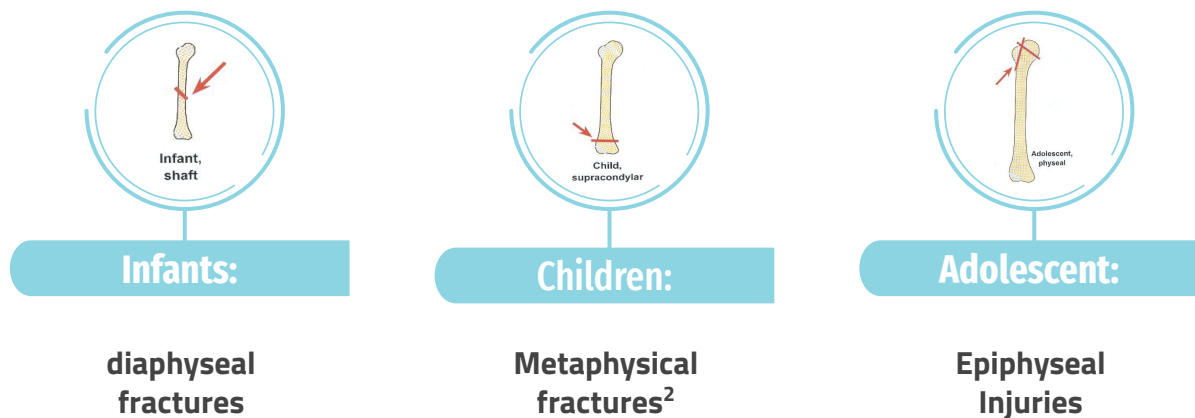 Infant,
shaft
Child,
supracondylar
Adolescent,
physeal
Infants:
Children:
Adolescent:
diaphyseal
fractures
Metaphysical
fractures²
Epiphyseal
Injuries